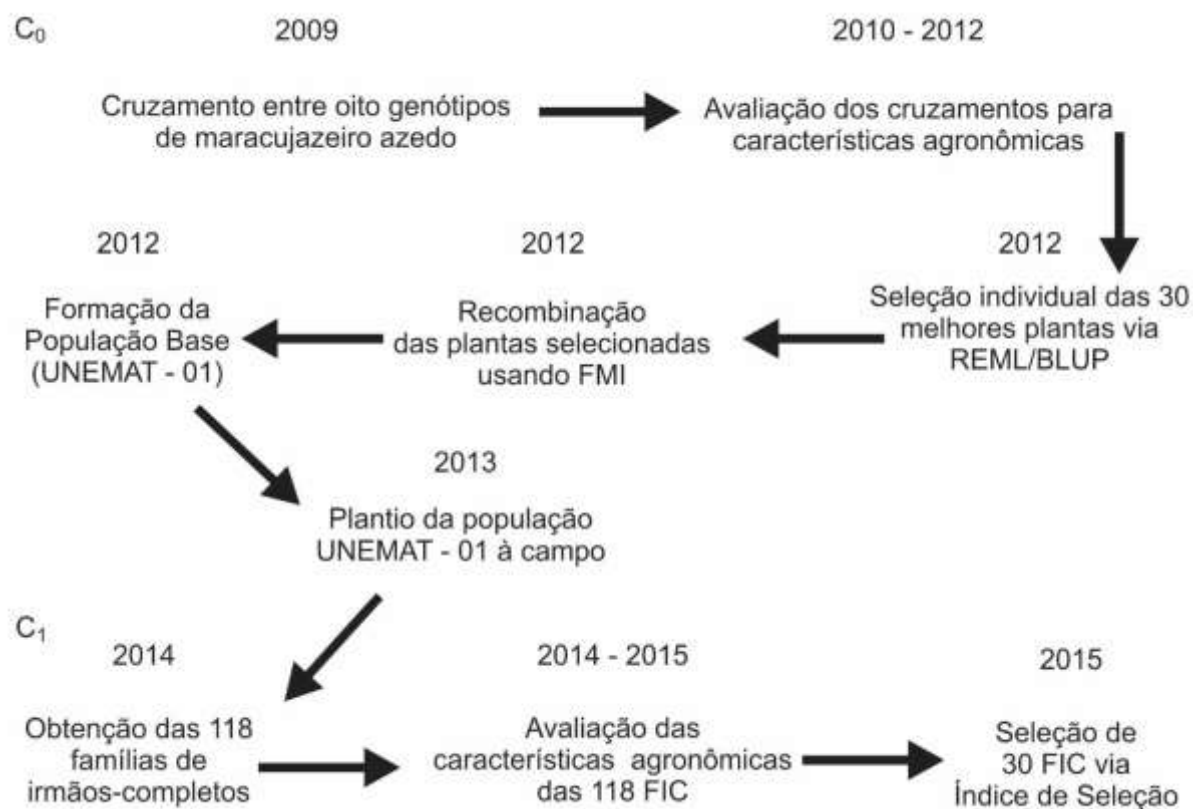 C0
2009
Cruzamento entre oito genótipos
de maracujazeiro azedo
2010 - 2012
Avaliação dos cruzamentos para
características agronômicas
2012
Seleção individual das 30
melhores plantas via
REML/BLUP
2012
Recombinação
das plantas selecionadas
usando FMI
2012
Formação da
População Base
(UNEMAT - 01)
2013
Plantio da população
UNEMAT - 01 à campo
C1
2014
Obtenção das 118
famílias de
irmãos-completos
2014 - 2015
Avaliação das
características agronômicas
das 118 FIC
2015
Seleção de
30 FIC via
Índice de Seleção